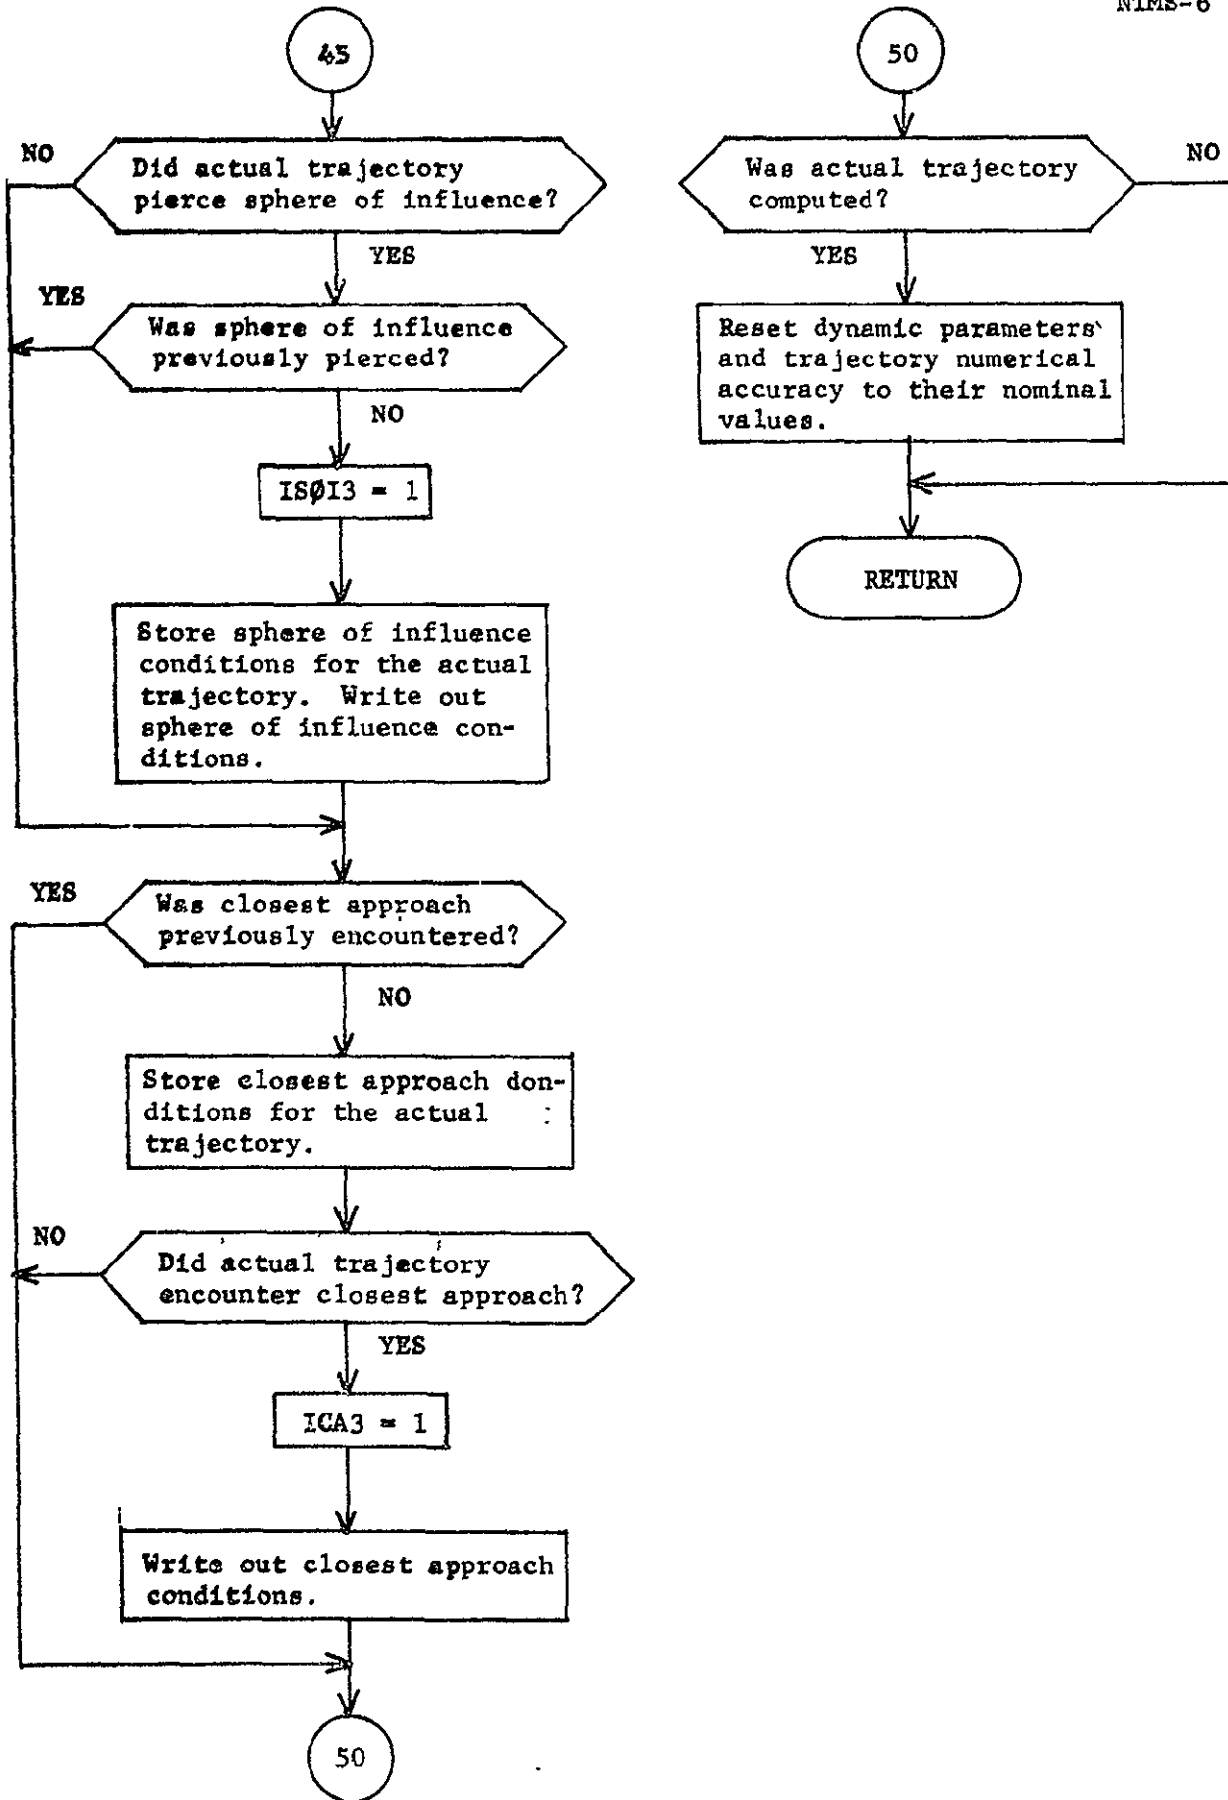 NTMS-6
45
NO
Did actual trajectory
pierce sphere of influence?
YES
YES
Was sphere of influence
previously pierced?
NO
ISØI3 = 1
Store sphere of influence
conditions for the actual
trajectory. Write out
sphere of influence con-
ditions.
YES
Was closest approach
previously encountered?
NO
Store closest approach don-
ditions for the actual
trajectory.
NO
Did actual trajectory
encounter closest approach?
YES
ICA3 = 1
Write out closest approach
conditions.
50
50
Was actual trajectory
computed?
NO
YES
Reset dynamic parameters
and trajectory numerical
accuracy to their nominal
values.
RETURN